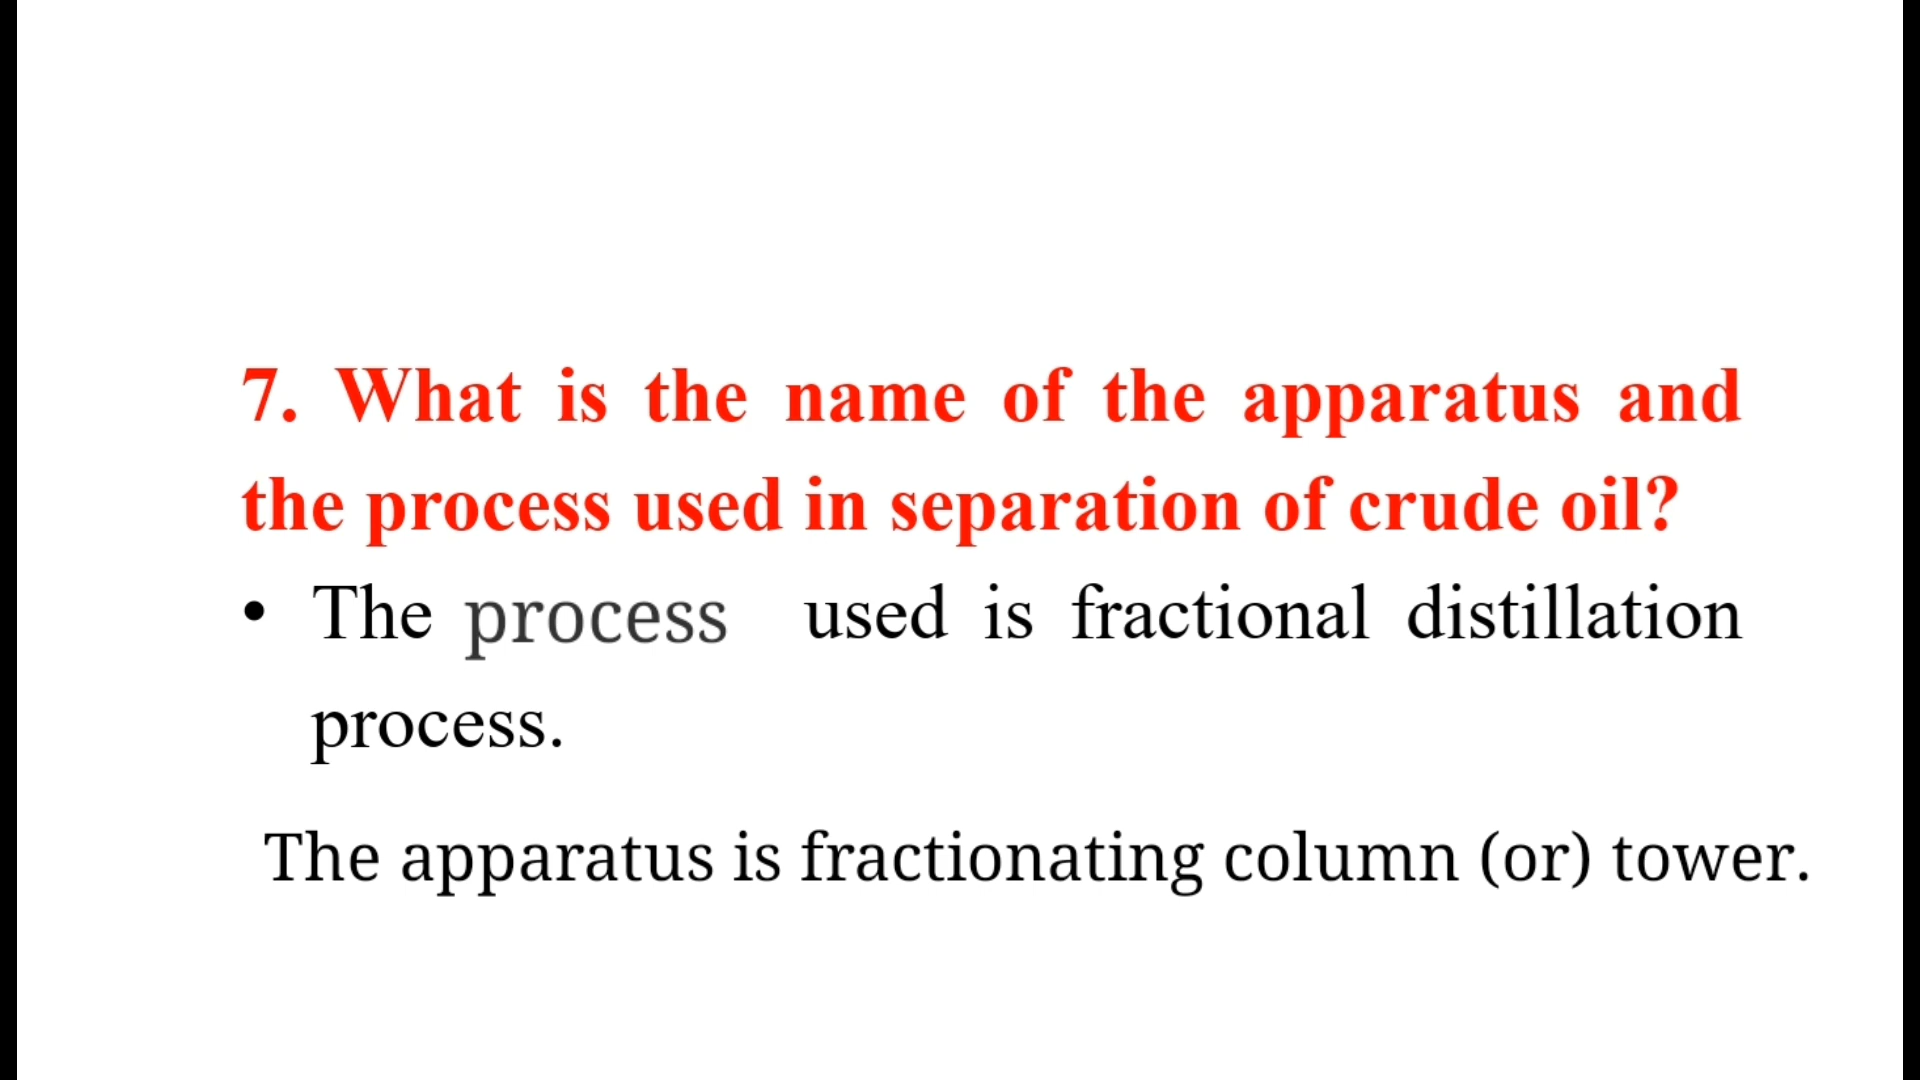 7. What is the name of the apparatus and
the process used in separation of crude oil?
• The process used is fractional distillation
process.
The apparatus is fractionating column (or) tower.